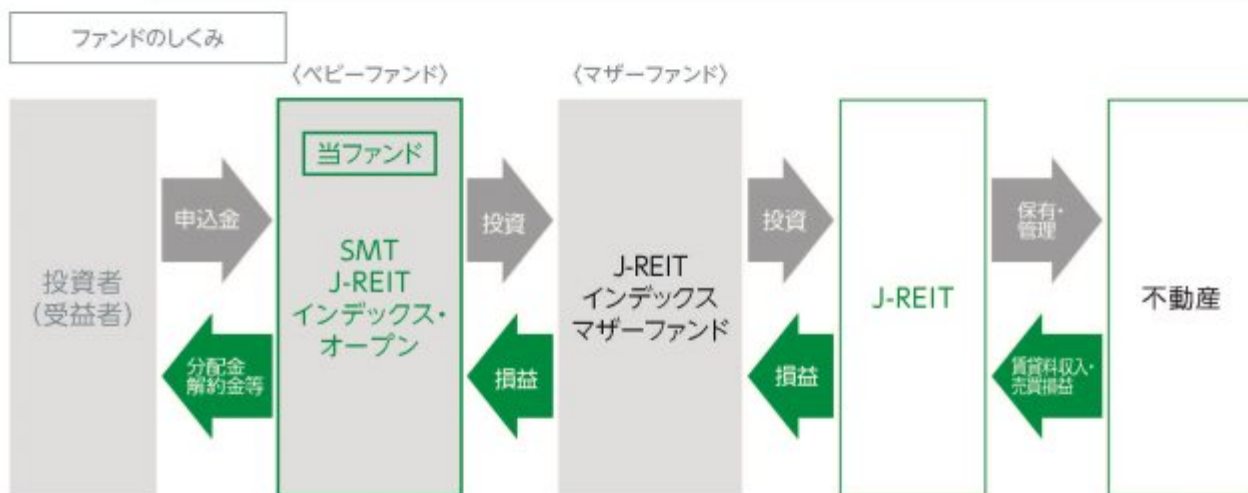 ファンドのしくみ
〈ベビーファンド〉
〈マザーファンド〉
投資者
(受益者)
申込金
分配金
解約金等
当ファンド
SMT
J-REIT
インデックス・
オープン
投資
損益
J-REIT
インデックス
マザーファンド
投資
損益
J-REIT
保有・
管理
賃貸料収入・
売買損益
不動産